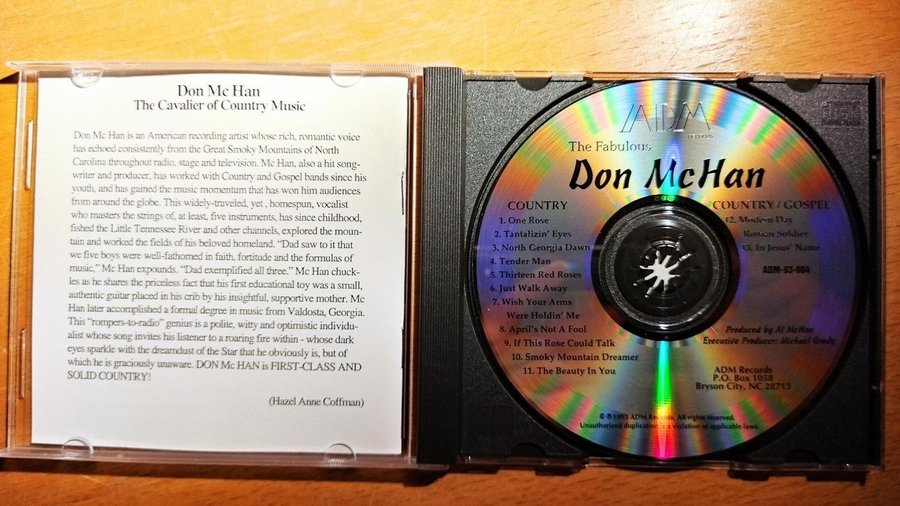 Don Mc Han
The Cavalier of Country Music
Don Mc Han is an American recording artist whose rich, romantic voice
has echoed consistently from the Great Smoky Mountains of North
Carolina throughout radio, stage and television. Mc Han, also a hit song-
writer and producer, has worked with Country and Gospel bands since his
youth, and has gained the music momentum that has won him audiences
from around the globe. This widely-traveled, yet , homespun, vocalist
who masters the strings of, at least, five instruments, has since childhood,
fished the Little Tennessee River and other channels, explored the moun-
tain and worked the fields of his beloved homeland. “Dad saw to it that
we five boys were well-fathomed in faith, fortitude and the formulas of
music,” Mc Han expounds. “Dad exemplified all three.” Mc Han chuck-
les as he shares the priceless fact that his first educational toy was a small,
authentic guitar placed in his crib by his insightful, supportive mother. Mc
Han later accomplished a formal degree in music from Valdosta, Georgia.
This “rompers-to-radio” genius is a polite, witty and optimistic individu-
alist whose song invites his listener to a roaring fire within - whose dark
eyes sparkle with the dreamdust of the Star that he obviously is, but of
which he is graciously unaware. DON Mc HAN is FIRST-CLASS AND
SOLID COUNTRY!
(Hazel Anne Coffman)
ADM
RECORDS
The Fabulous
Don McHan
COUNTRY
1. One Rose
2. Tantalizin' Eyes
3. North Georgia Dawn
4. Tender Man
5. Thirteen Red Roses
6. Just Walk Away
7. Wish Your Arms
Were Holdin' Me
8. April's Not A Fool
9. If This Rose Could Talk
10. Smoky Mountain Dreamer
11. The Beauty In You
COUNTRY / GOSPEL
12. Modern Day
Roman Soldier
13. In Jesus' Name
ADM-93-004
Produced by Al McHan
Executive Producer: Michael Grady
ADM Records
P.O. Box 1058
Bryson City, NC 28713
© ℗ 1993 ADM Records, All rights reserved.
Unauthorized duplication is a violation of applicable laws.